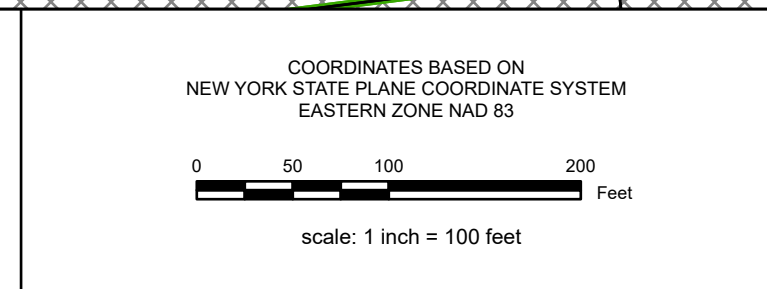 COORDINATES BASED ON
NEW YORK STATE PLANE COORDINATE SYSTEM
EASTERN ZONE NAD 83
0 50 100 200
Feet
scale: 1 inch = 100 feet